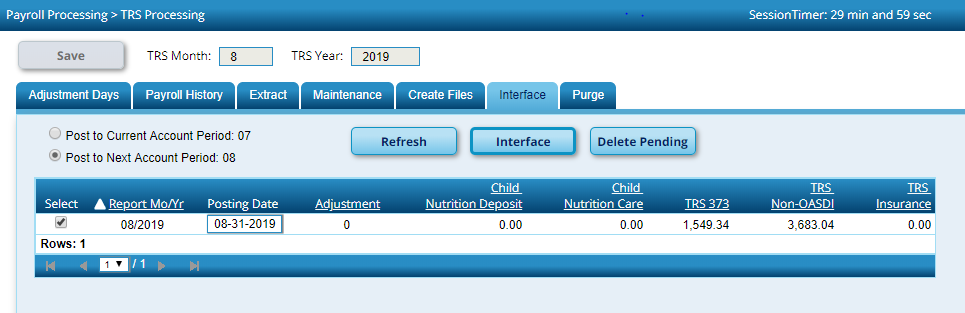 Payroll Processing > TRS Processing SessionTimer: 29 min and 59 sec
Save TRS Month: 8 TRS Year: 2019
Adjustment Days Payroll History Extract Maintenance Create Files Interface Purge
Post to Current Account Period: 07
Post to Next Account Period: 08
Refresh Interface Delete Pending
Select Report Mo/Yr Posting Date Adjustment Child Nutrition Deposit Child Nutrition Care TRS 373 TRS Non-OASDI TRS Insurance
08/2019 08-31-2019 0 0.00 0.00 1,549.34 3,683.04 0.00
Rows: 1
1 / 1